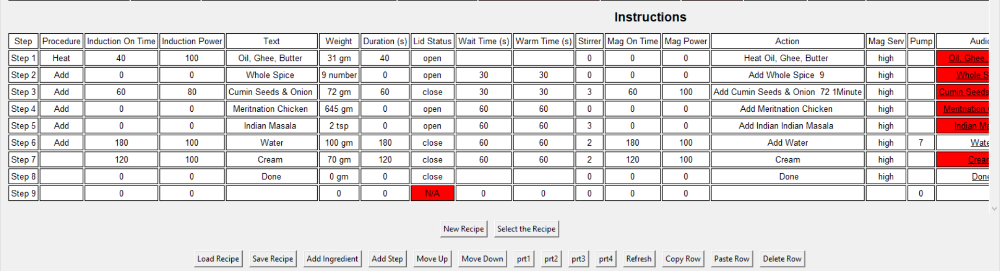 Instructions
Step Procedure Induction On Time Induction Power Text Weight Duration (s) Lid Status Wait Time (s) Warm Time (s) Stirrer Mag On Time Mag Power Action Mag Serv Pump Audio
Step 1 Heat 40 100 Oil, Ghee, Butter 31 gm 40 open 0 0 0 Heat Oil, Ghee, Butter high Oil, Ghee,
Step 2 Add 0 0 Whole Spice 9 number 0 open 30 30 0 0 0 Add Whole Spice 9 high Whole S
Step 3 Add 60 80 Cumin Seeds & Onion 72 gm 60 close 30 30 3 60 100 Add Cumin Seeds & Onion 72 1Minute high Cumin Seeds
Step 4 Add 0 0 Meritnation Chicken 645 gm 0 open 60 60 0 0 0 Add Meritnation Chicken high Meritnation
Step 5 Add 0 0 Indian Masala 2 tsp 0 open 60 60 3 0 0 Add Indian Indian Masala high Indian Ma
Step 6 Add 180 100 Water 100 gm 180 close 60 60 2 180 100 Add Water high 7 Wate
Step 7 120 100 Cream 70 gm 120 close 60 60 2 120 100 Cream high Crear
Step 8 0 0 Done 0 gm 0 close 0 0 0 Done high Done
Step 9 0 0 0 0 N/A 0 0 0 0 0 0
New Recipe Select the Recipe
Load Recipe Save Recipe Add Ingredient Add Step Move Up Move Down prt1 prt2 prt3 prt4 Refresh Copy Row Paste Row Delete Row